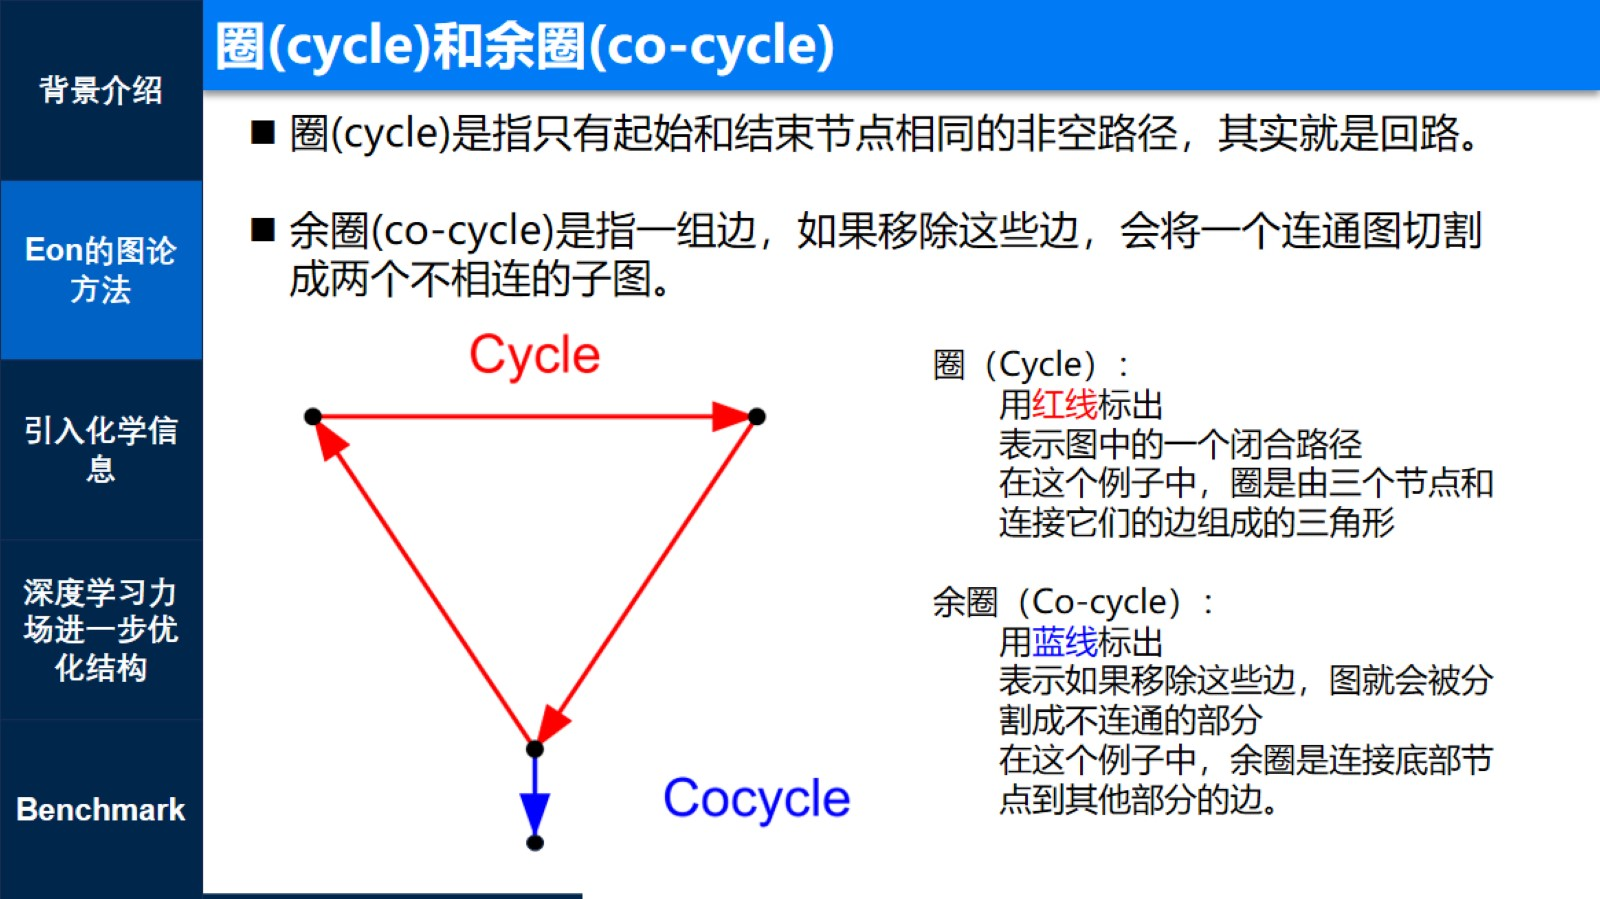 圈(cycle)和余圈(co-cycle)
背景介绍
Eon的图论
方法
引入化学信
息
深度学习力
场进一步优
化结构
Benchmark
■ 圈(cycle)是指只有起始和结束节点相同的非空路径，其实就是回路。
■ 余圈(co-cycle)是指一组边，如果移除这些边，会将一个连通图切割
成两个不相连的子图。
Cycle
Cocycle
圈（Cycle）：
用红线标出
表示图中的一个闭合路径
在这个例子中，圈是由三个节点和
连接它们的边组成的三角形
余圈（Co-cycle）：
用蓝线标出
表示如果移除这些边，图就会被分
割成不连通的部分
在这个例子中，余圈是连接底部节
点到其他部分的边。